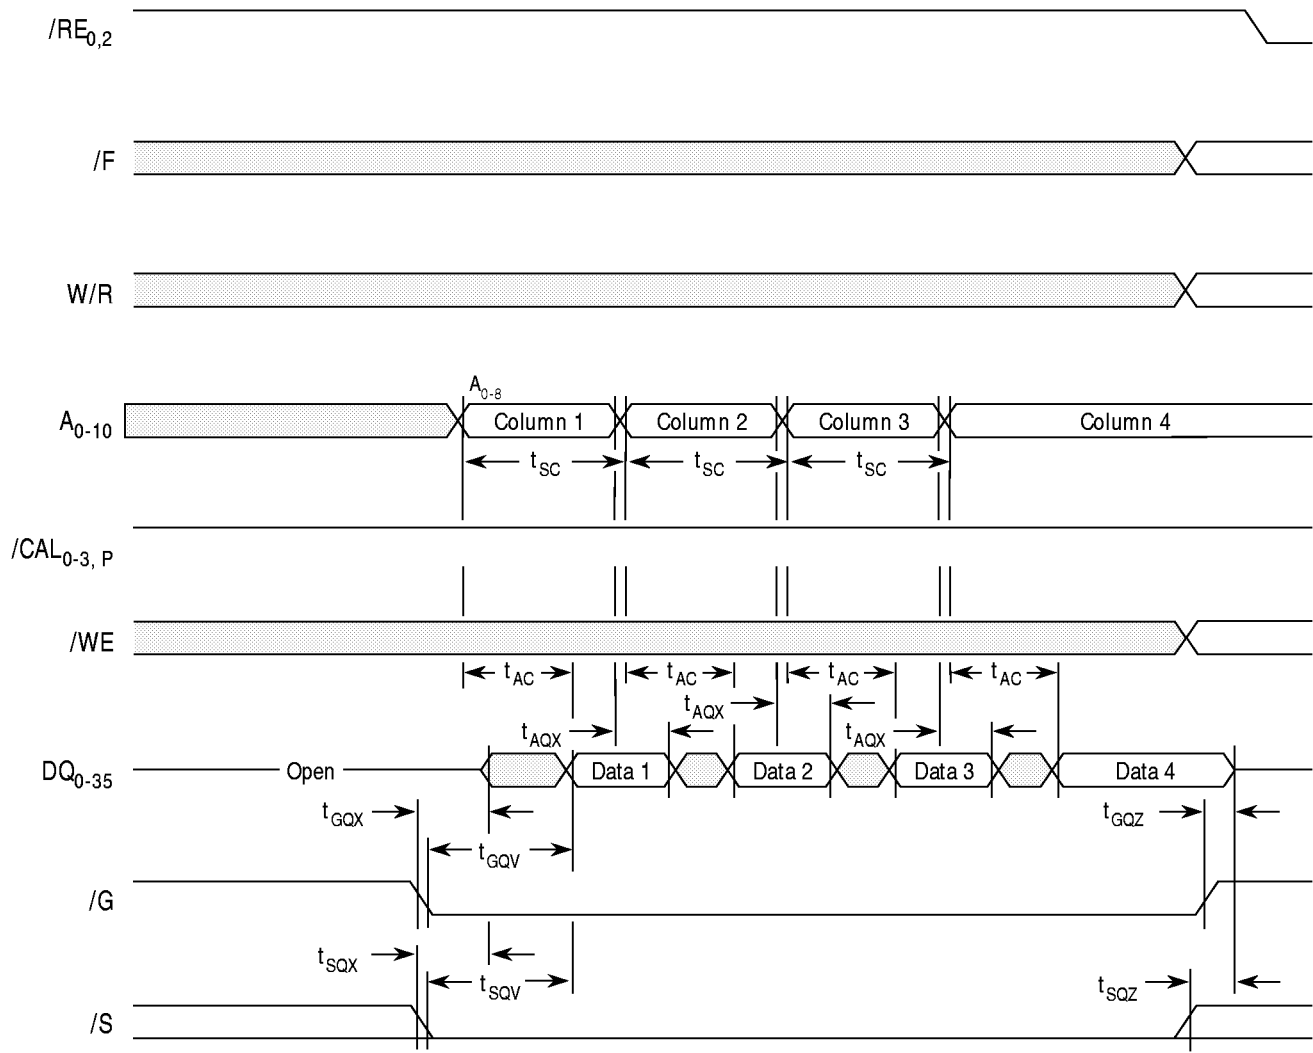 /RE0,2
/F
W/R
A0-8
A0-10 Column 1 Column 2 Column 3 Column 4
tSC tSC tSC
/CAL0-3, P
/WE
tAC tAC tAC tAC
tAQX
tAQX tAQX
DQ0-35 Open Data 1 Data 2 Data 3 Data 4
tGQX tGQZ
tGQV
/G
tSQX
tSQV tSQZ
/S